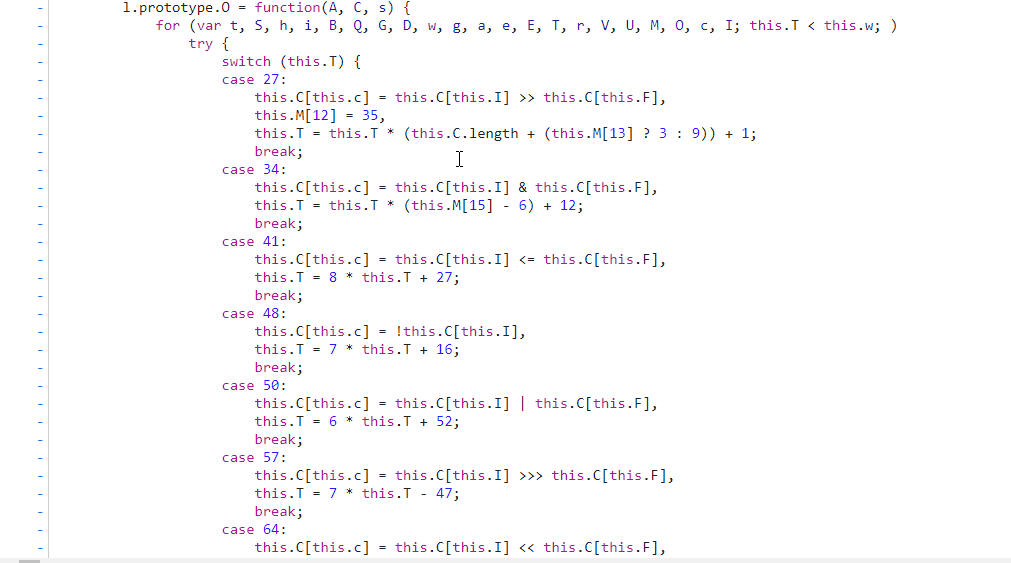 l.prototype.O = function(A, C, s) {
for (var t, S, h, i, B, Q, G, D, w, g, a, e, E, T, r, V, U, M, O, c, I; this.T < this.w; )
try {
switch (this.T) {
case 27:
this.C[this.c] = this.C[this.I] >> this.C[this.F],
this.M[12] = 35,
this.T = this.T * (this.C.length + (this.M[13] ? 3 : 9)) + 1;
break;
case 34:
this.C[this.c] = this.C[this.I] & this.C[this.F],
this.T = this.T * (this.M[15] - 6) + 12;
break;
case 41:
this.C[this.c] = this.C[this.I] <= this.C[this.F],
this.T = 8 * this.T + 27;
break;
case 48:
this.C[this.c] = !this.C[this.I],
this.T = 7 * this.T + 16;
break;
case 50:
this.C[this.c] = this.C[this.I] | this.C[this.F],
this.T = 6 * this.T + 52;
break;
case 57:
this.C[this.c] = this.C[this.I] >>> this.C[this.F],
this.T = 7 * this.T - 47;
break;
case 64:
this.C[this.c] = this.C[this.I] << this.C[this.F],